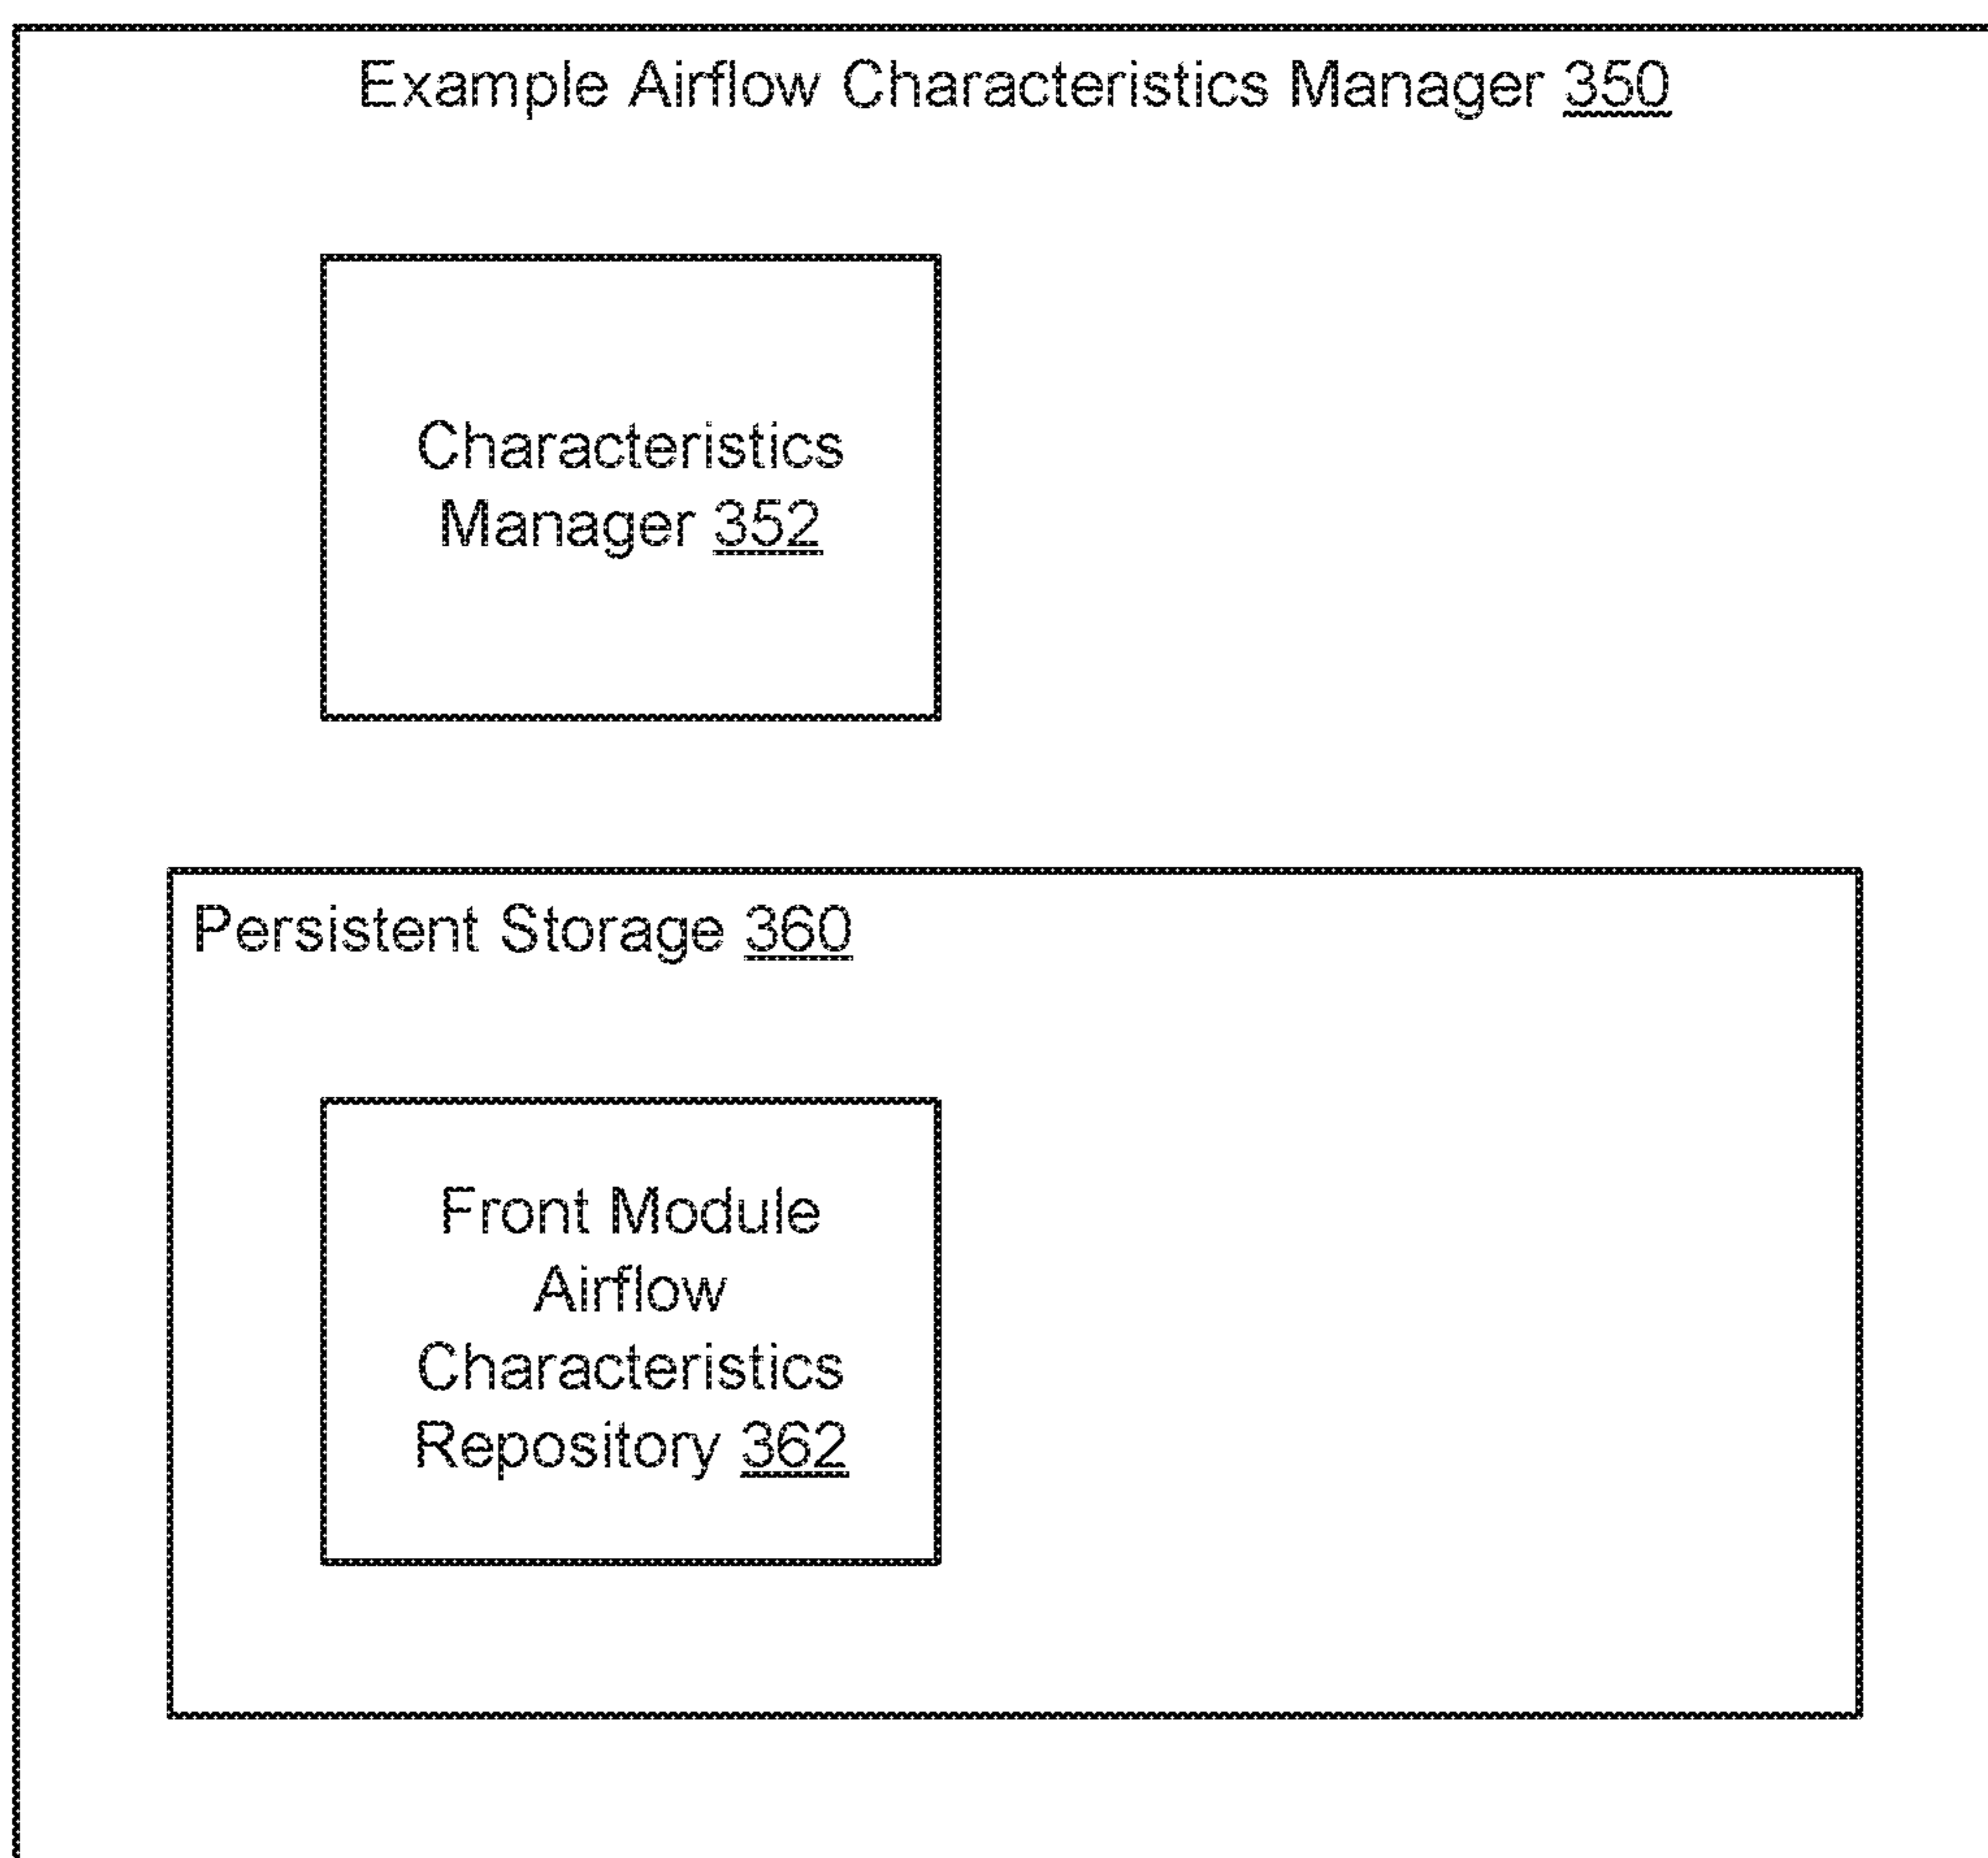 Example Airflow Characteristics Manager 350
Characteristics
Manager 352
Persistent Storage 360
Front Module
Airflow
Characteristics
Repository 362